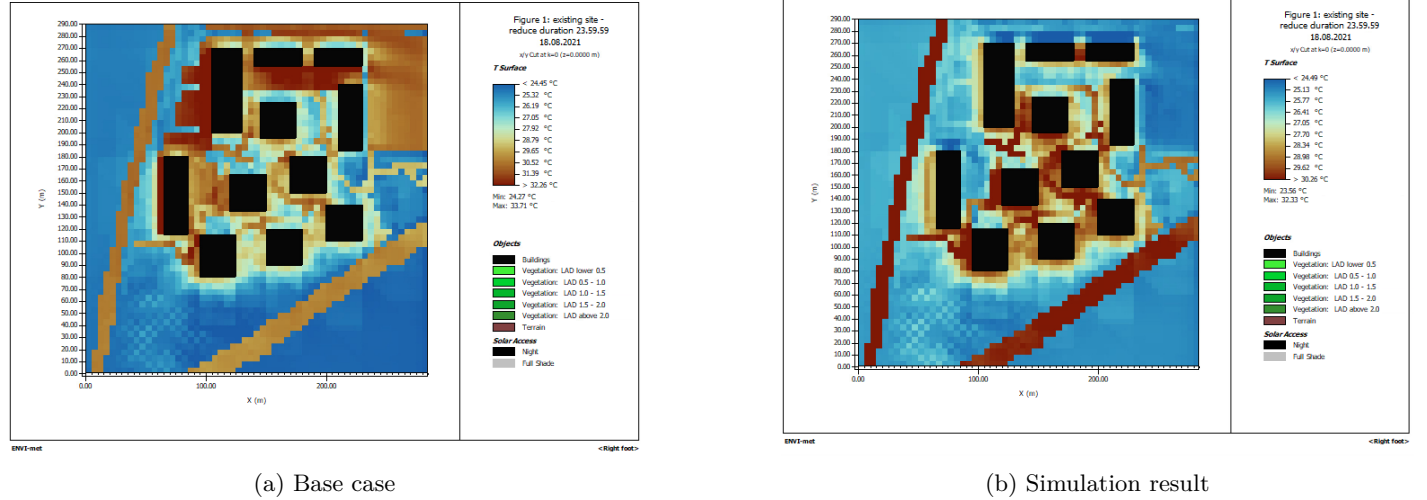 Figure 1: existing site -
reduce duration 23.59.59
18.08.2021
x/y Cut at k=0 (z=0.0000 m)
T Surface
< 24.45 °C
25.32 °C
26.19 °C
27.05 °C
27.92 °C
28.79 °C
29.65 °C
30.52 °C
31.39 °C
> 32.26 °C
Min: 24.27 °C
Max: 33.71 °C
Objects
Buildings
Vegetation: LAD lower 0.5
Vegetation: LAD 0.5 - 1.0
Vegetation: LAD 1.0 - 1.5
Vegetation: LAD 1.5 - 2.0
Vegetation: LAD above 2.0
Terrain
Solar Access
Night
Full Shade
290.00
280.00
270.00
260.00
250.00
240.00
230.00
220.00
210.00
200.00
190.00
180.00
170.00
160.00
150.00
140.00
130.00
120.00
110.00
100.00
90.00
80.00
70.00
60.00
50.00
40.00
30.00
20.00
10.00
0.00
Y (m)
0.00 100.00 200.00
X (m)
ENVI-met <Right foot>
(a) Base case
Figure 1: existing site -
reduce duration 23.59.59
18.08.2021
x/y Cut at k=0 (z=0.0000 m)
T Surface
< 24.49 °C
25.13 °C
25.77 °C
26.41 °C
27.05 °C
27.70 °C
28.34 °C
28.98 °C
29.62 °C
> 30.26 °C
Min: 23.56 °C
Max: 32.33 °C
Objects
Buildings
Vegetation: LAD lower 0.5
Vegetation: LAD 0.5 - 1.0
Vegetation: LAD 1.0 - 1.5
Vegetation: LAD 1.5 - 2.0
Vegetation: LAD above 2.0
Terrain
Solar Access
Night
Full Shade
290.00
280.00
270.00
260.00
250.00
240.00
230.00
220.00
210.00
200.00
190.00
180.00
170.00
160.00
150.00
140.00
130.00
120.00
110.00
100.00
90.00
80.00
70.00
60.00
50.00
40.00
30.00
20.00
10.00
0.00
Y (m)
0.00 100.00 200.00
X (m)
ENVI-met <Right foot>
(b) Simulation result